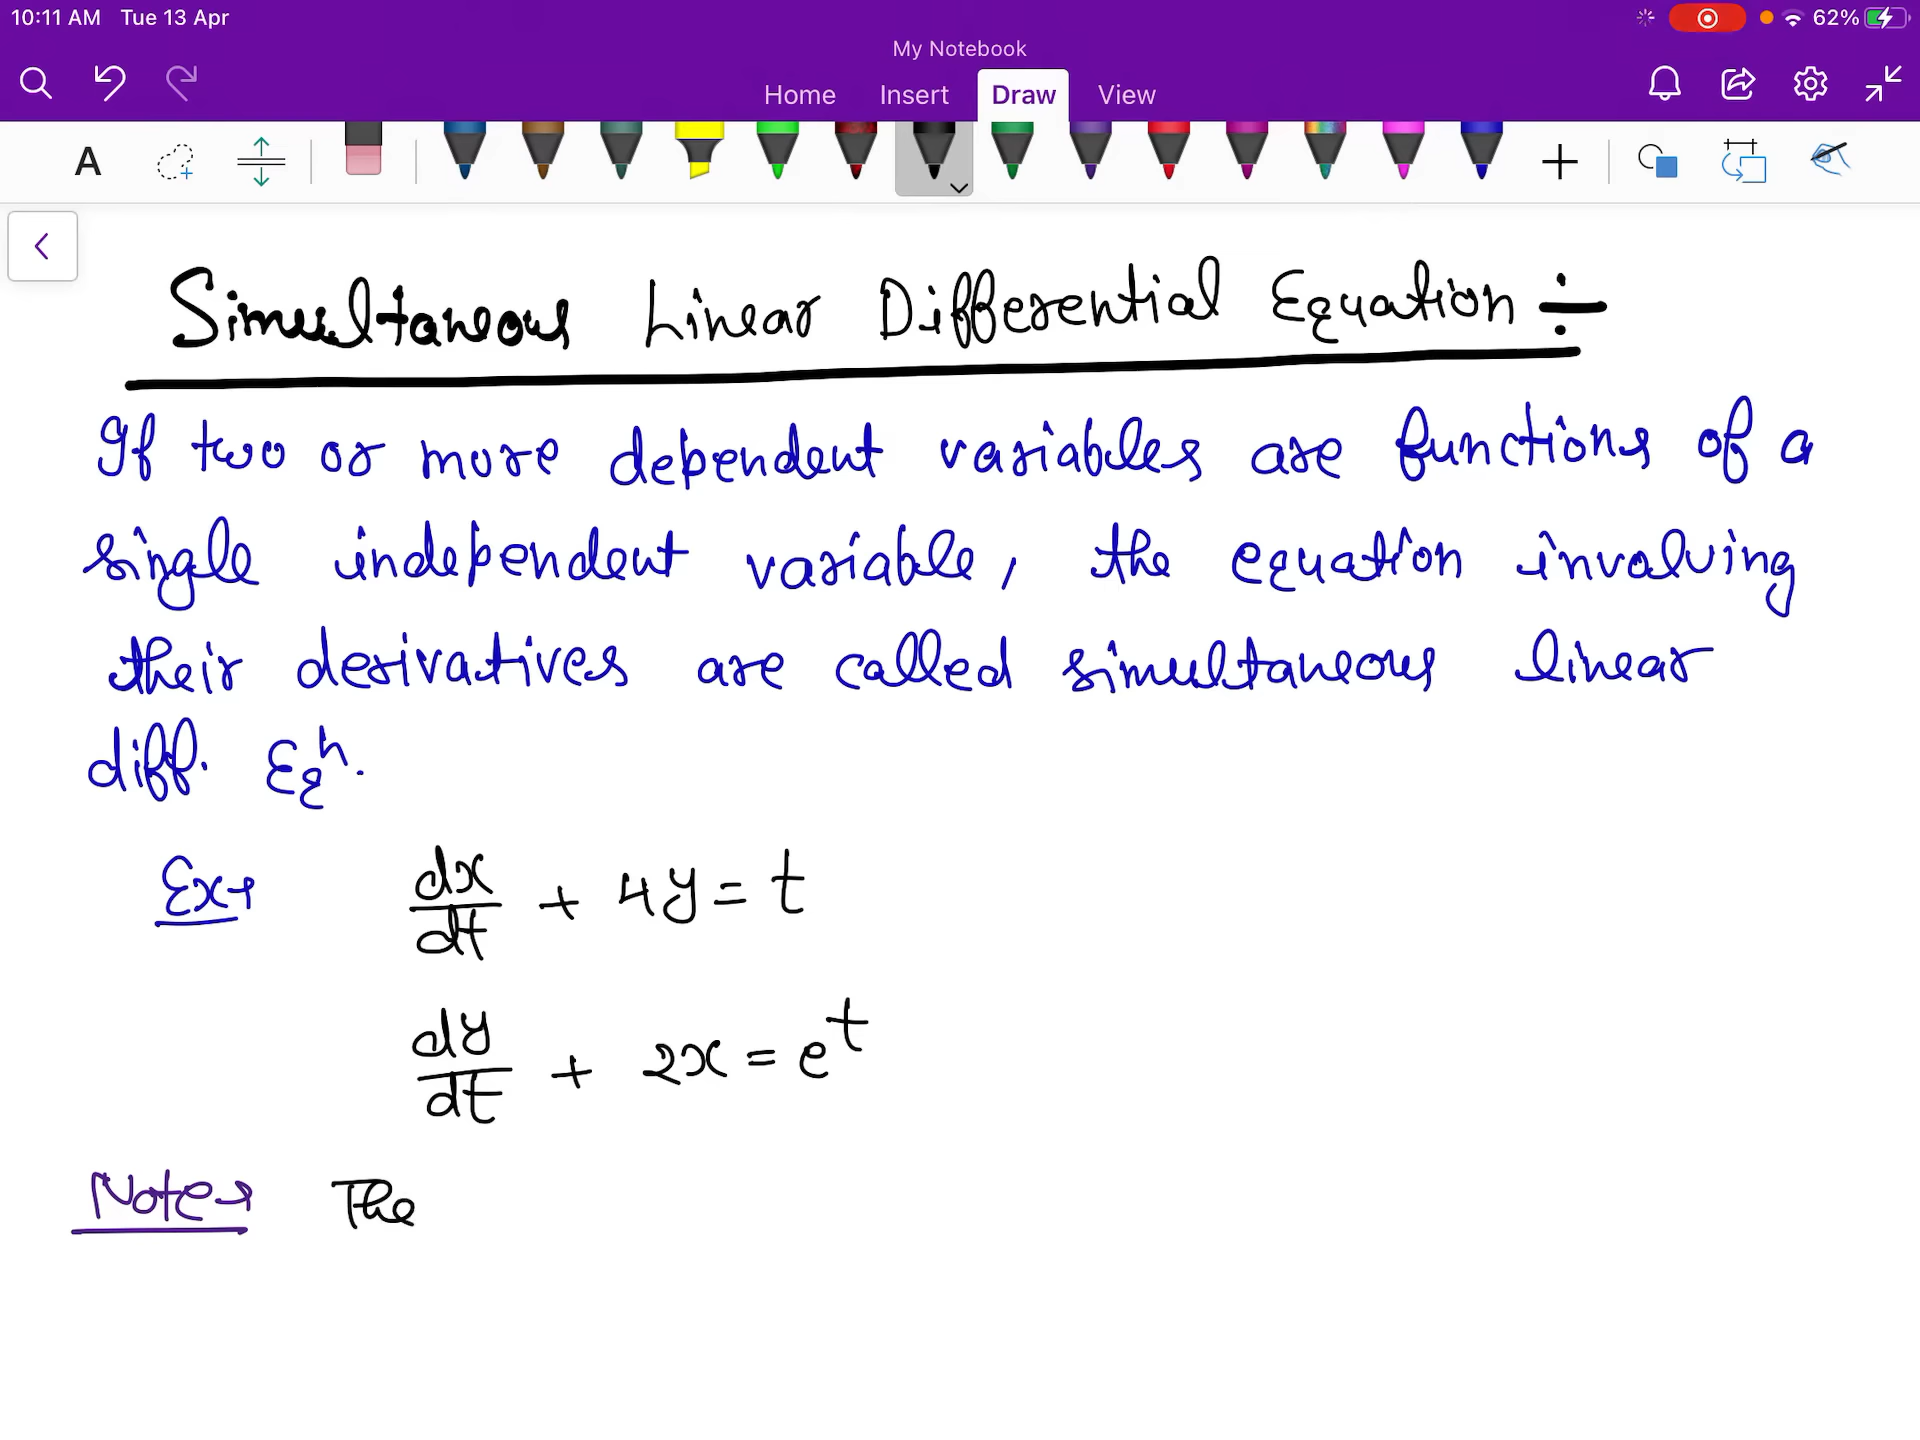 10:11 AM Tue 13 Apr
62%
My Notebook
Home Insert Draw View
A
Simultaneous Linear Differential Equation ÷
If two or more dependent variables are functions of a
single independent variable, the equation involving
their derivatives are called simultaneous linear
diff. Eqⁿ.
Ex→ dx/dt + 4y = t
dy/dt + 2x = e^t
Note→ The